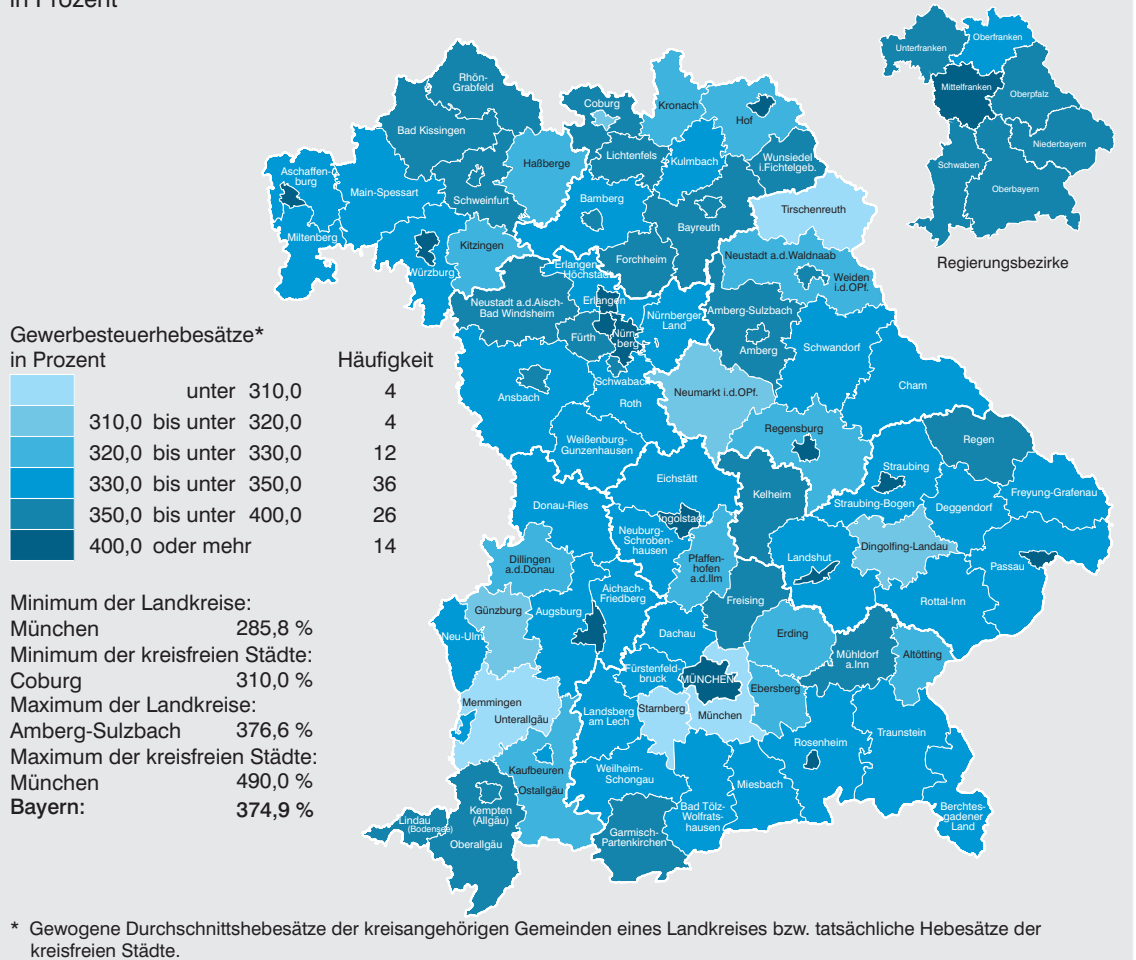 in Prozent
Unterfranken
Oberfranken
Mittelfranken
Oberpfalz
Niederbayern
Schwaben
Oberbayern
Regierungsbezirke
Rhön-
Grabfeld
Coburg
Kronach
Hof
Bad Kissingen
Lichtenfels
Kulmbach
Wunsiedel
i.Fichtelgeb.
Haßberge
Aschaffen-
burg
Main-Spessart
Schweinfurt
Bamberg
Bayreuth
Tirschenreuth
Miltenberg
Würzburg
Kitzingen
Forchheim
Neustadt a.d.Waldnaab
Weiden
i.d.OPf.
Erlangen-
Höchstadt
Erlangen
Neustadt a.d.Aisch-
Bad Windsheim
Fürth
Nürn-
berg
Nürnberger
Land
Amberg-Sulzbach
Amberg
Schwandorf
Cham
Ansbach
Schwabach
Roth
Neumarkt i.d.OPf.
Weißenburg-
Gunzenhausen
Regensburg
Regen
Eichstätt
Straubing
Kelheim
Straubing-Bogen
Deggendorf
Freyung-Grafenau
Donau-Ries
Ingolstadt
Neuburg-
Schroben-
hausen
Dillingen
a.d.Donau
Pfaffen-
hofen
a.d.Ilm
Landshut
Dingolfing-Landau
Passau
Günzburg
Augsburg
Aichach-
Friedberg
Freising
Rottal-Inn
Neu-Ulm
Dachau
Erding
Mühldorf
a.Inn
Altötting
Fürstenfeld-
bruck
MÜNCHEN
Ebersberg
Memmingen
Unterallgäu
Landsberg
am Lech
Starnberg
München
Rosenheim
Traunstein
Kaufbeuren
Ostallgäu
Weilheim-
Schongau
Bad Tölz-
Wolfrats-
hausen
Miesbach
Berchtes-
gadener
Land
Lindau
(Bodensee)
Kempten
(Allgäu)
Oberallgäu
Garmisch-
Partenkirchen
Gewerbesteuerhebesätze*
in Prozent Häufigkeit
unter 310,0 4
310,0 bis unter 320,0 4
320,0 bis unter 330,0 12
330,0 bis unter 350,0 36
350,0 bis unter 400,0 26
400,0 oder mehr 14
Minimum der Landkreise:
München 285,8 %
Minimum der kreisfreien Städte:
Coburg 310,0 %
Maximum der Landkreise:
Amberg-Sulzbach 376,6 %
Maximum der kreisfreien Städte:
München 490,0 %
Bayern: 374,9 %
* Gewogene Durchschnittshebesätze der kreisangehörigen Gemeinden eines Landkreises bzw. tatsächliche Hebesätze der
kreisfreien Städte.